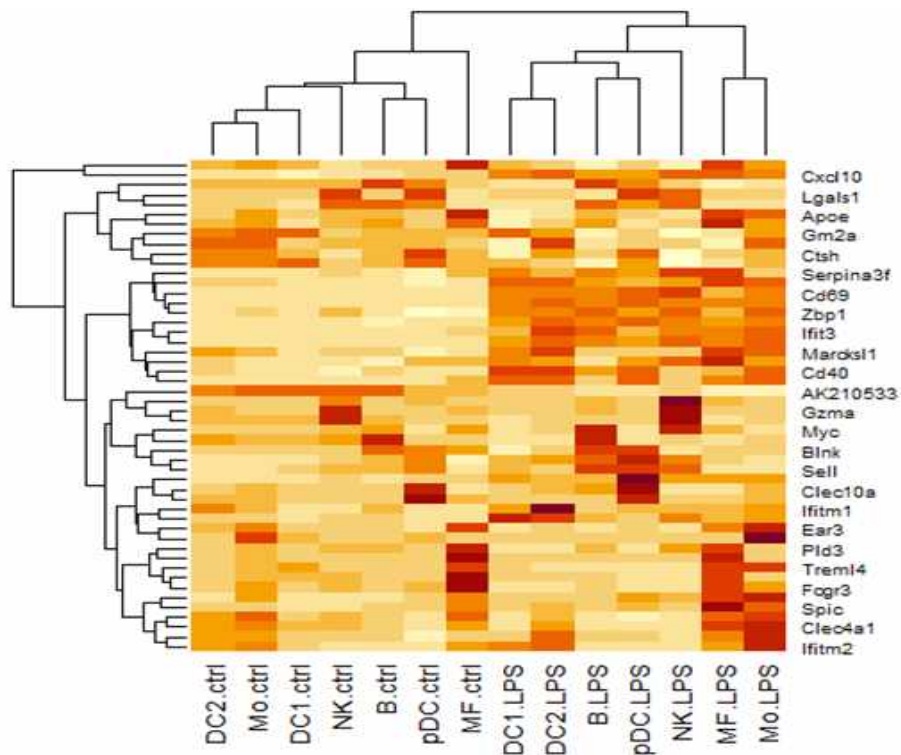 Cxcl10
Lgals1
Apoe
Gm2a
Ctsh
Serpina3f
Cd69
Zbp1
Ifit3
Marcksl1
Cd40
AK210533
Gzma
Myc
Blnk
Sell
Clec10a
Ifitm1
Ear3
Pld3
Treml4
Fcgr3
Spic
Clec4a1
Ifitm2
DC2.ctrl
Mo.ctrl
DC1.ctrl
NK.ctrl
B.ctrl
pDC.ctrl
MF.ctrl
DC1.LPS
DC2.LPS
B.LPS
pDC.LPS
NK.LPS
MF.LPS
Mo.LPS